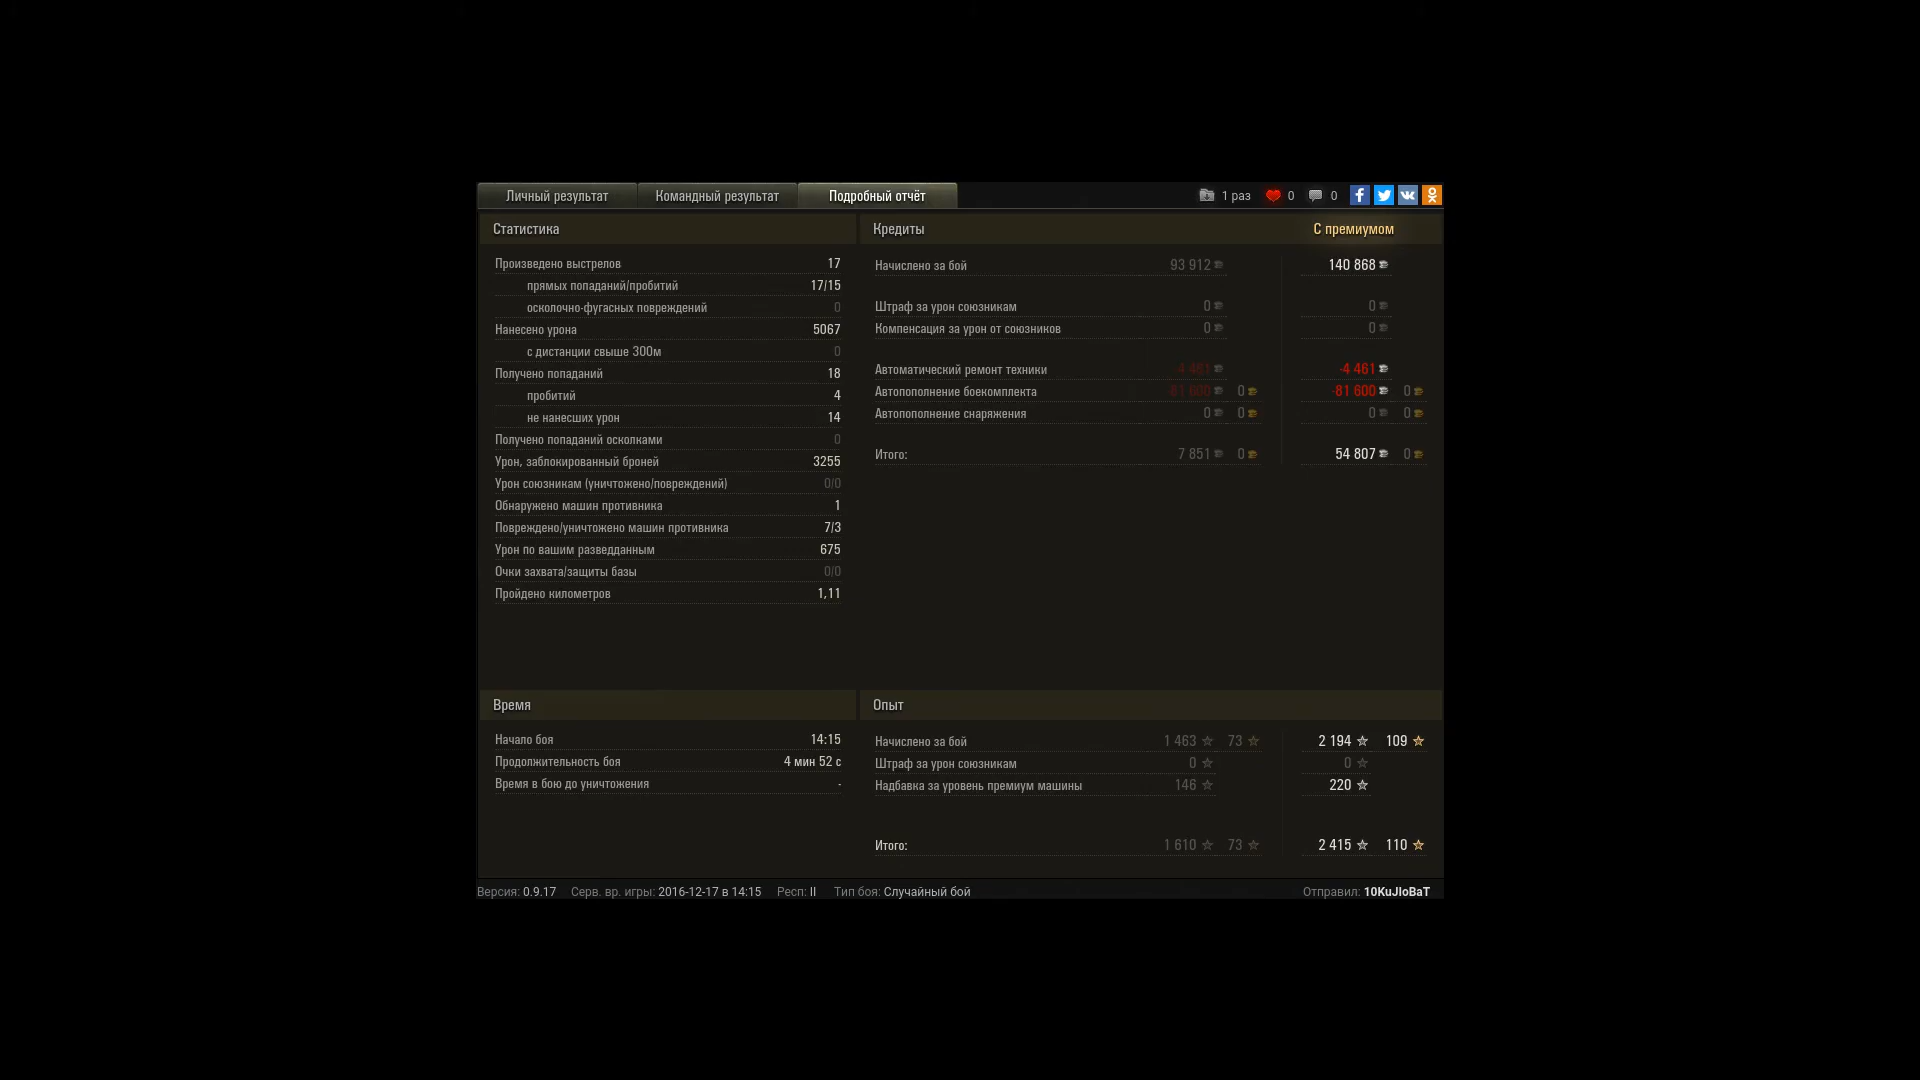 Личный результат Командный результат Подробный отчёт 1 раз 0 0
Статистика
Произведено выстрелов 17
прямых попаданий/пробитий 17/15
осколочно-фугасных повреждений 0
Нанесено урона 5067
с дистанции свыше 300м 0
Получено попаданий 18
пробитий 4
не нанесших урон 14
Получено попаданий осколками 0
Урон, заблокированный броней 3255
Урон союзникам (уничтожено/повреждений) 0/0
Обнаружено машин противника 1
Повреждено/уничтожено машин противника 7/3
Урон по вашим разведданным 675
Очки захвата/защиты базы 0/0
Пройдено километров 1,11
Кредиты С премиумом
Начислено за бой 93 912 140 868
Штраф за урон союзникам 0 0
Компенсация за урон от союзников 0 0
Автоматический ремонт техники -4 461 -4 461
Автопополнение боекомплекта -81 600 0 -81 600 0
Автопополнение снаряжения 0 0 0 0
Итого: 7 851 0 54 807 0
Время
Начало боя 14:15
Продолжительность боя 4 мин 52 с
Время в бою до уничтожения -
Опыт
Начислено за бой 1 463 73 2 194 109
Штраф за урон союзникам 0 0
Надбавка за уровень премиум машины 146 220
Итого: 1 610 73 2 415 110
Версия: 0.9.17 Серв. вр. игры: 2016-12-17 в 14:15 Респ: II Тип боя: Случайный бой Отправил: 10KuJIoBaT